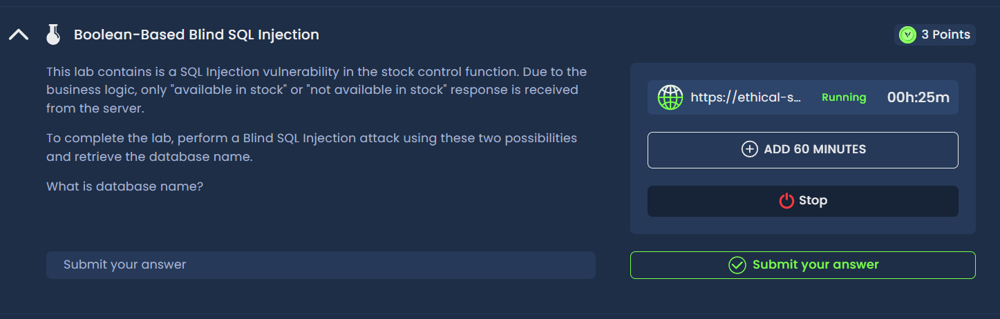 Boolean-Based Blind SQL Injection
3 Points
This lab contains is a SQL Injection vulnerability in the stock control function. Due to the
business logic, only "available in stock" or "not available in stock" response is received
from the server.
To complete the lab, perform a Blind SQL Injection attack using these two possibilities
and retrieve the database name.
What is database name?
https://ethical-s... Running 00h:25m
ADD 60 MINUTES
Stop
Submit your answer
Submit your answer